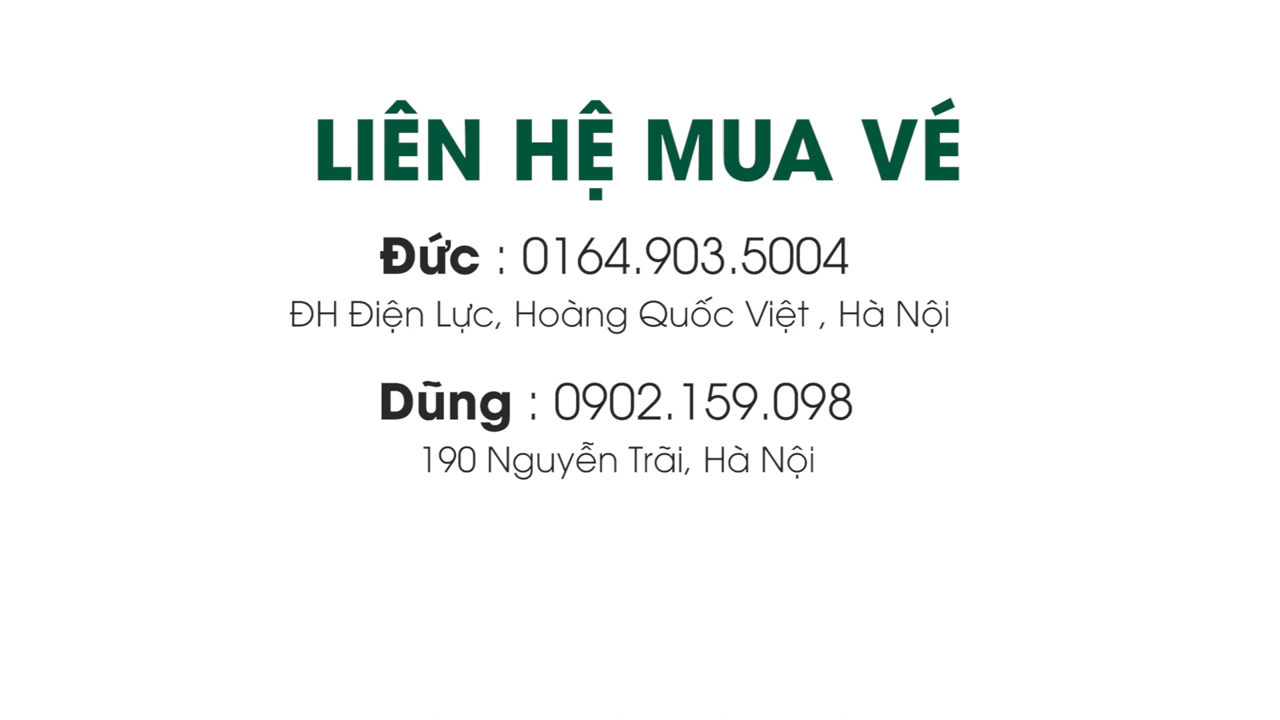 LIÊN HỆ MUA VÉ
Đức : 0164.903.5004
ĐH Điện Lực, Hoàng Quốc Việt , Hà Nội
Dũng : 0902.159.098
190 Nguyễn Trãi, Hà Nội